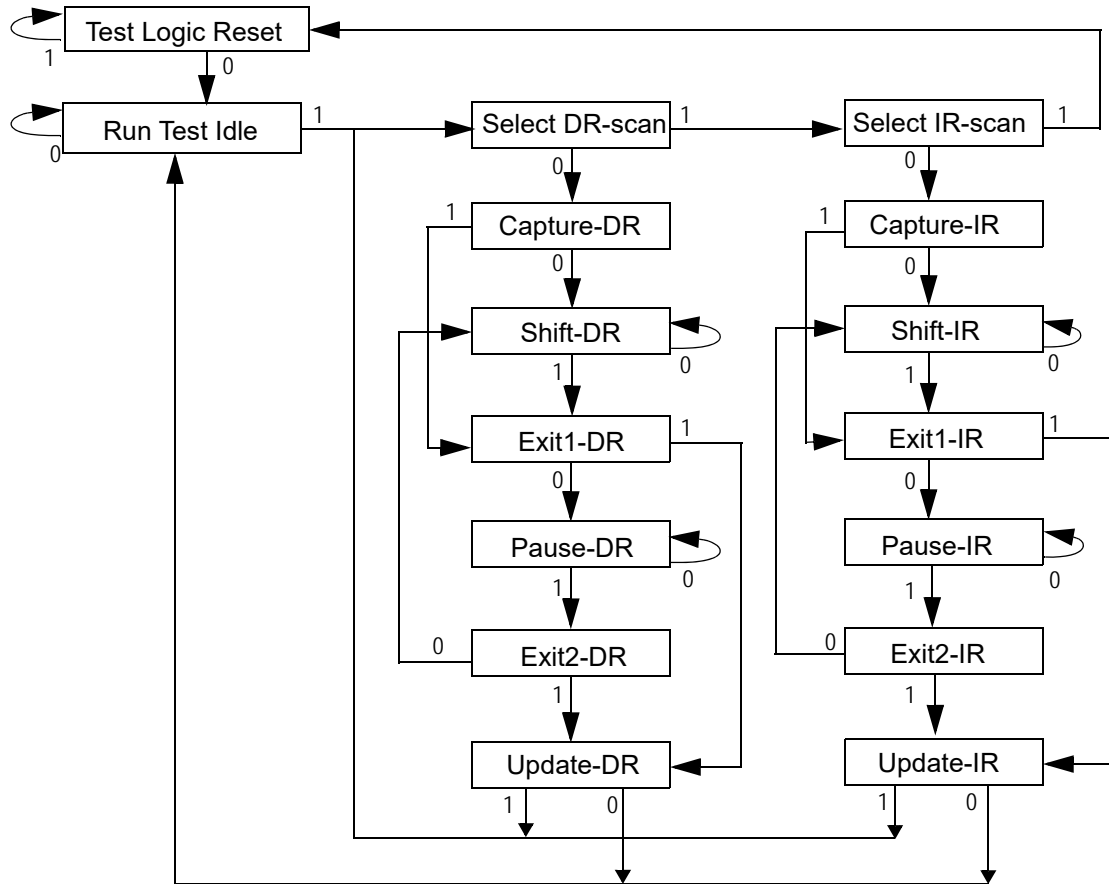 Test Logic Reset
1
0
Run Test Idle
0
1
Select DR-scan
1
Select IR-scan
1
0
0
1
Capture-DR
1
Capture-IR
0
0
Shift-DR
0
Shift-IR
0
1
1
Exit1-DR
1
Exit1-IR
1
0
0
Pause-DR
0
Pause-IR
0
1
1
0
Exit2-DR
0
Exit2-IR
1
1
Update-DR
Update-IR
1
0
1
0